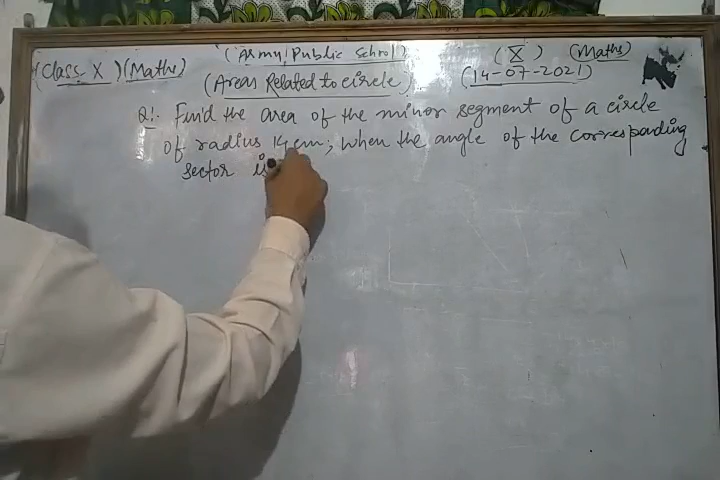 (Army Public School) (X) (Maths)
(Class X) (Maths)
(Areas Related to circle) (14-07-2021)
Q1:- Find the area of the minor segment of a circle
of radius 14 cm; when the angle of the corresponding
sector is